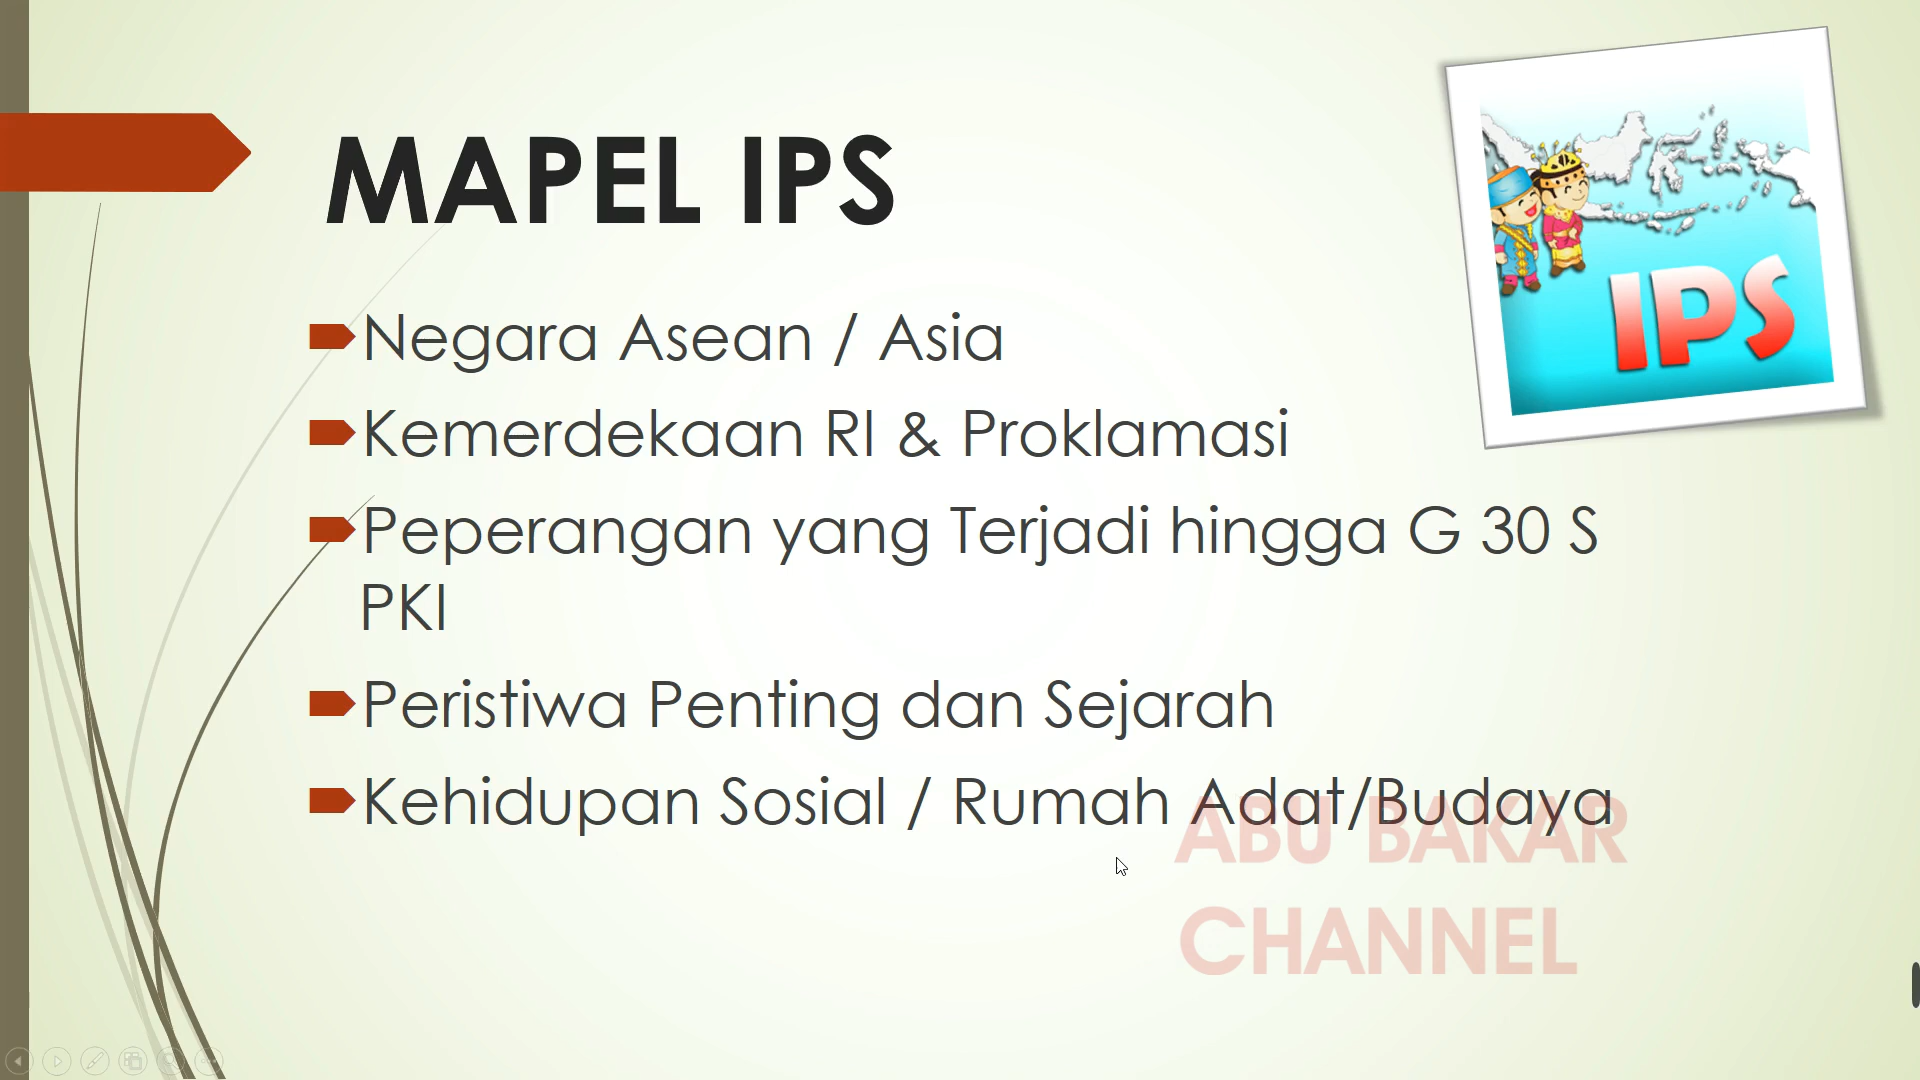 MAPEL IPS
IPS
Negara Asean / Asia
Kemerdekaan RI & Proklamasi
Peperangan yang Terjadi hingga G 30 S
PKI
Peristiwa Penting dan Sejarah
Kehidupan Sosial / Rumah Adat/Budaya
ABU BAKAR
CHANNEL